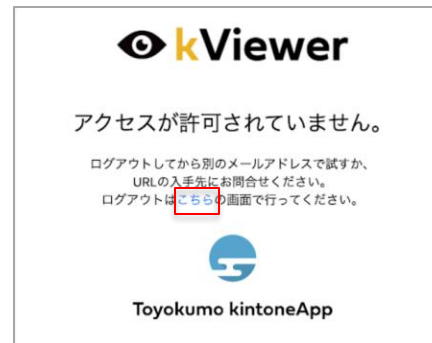 kViewer
アクセスが許可されていません。
ログアウトしてから別のメールアドレスで試すか、
URLの入手先にお問合せください。
ログアウトはこちらの画面で行ってください。
Toyokumo kintoneApp